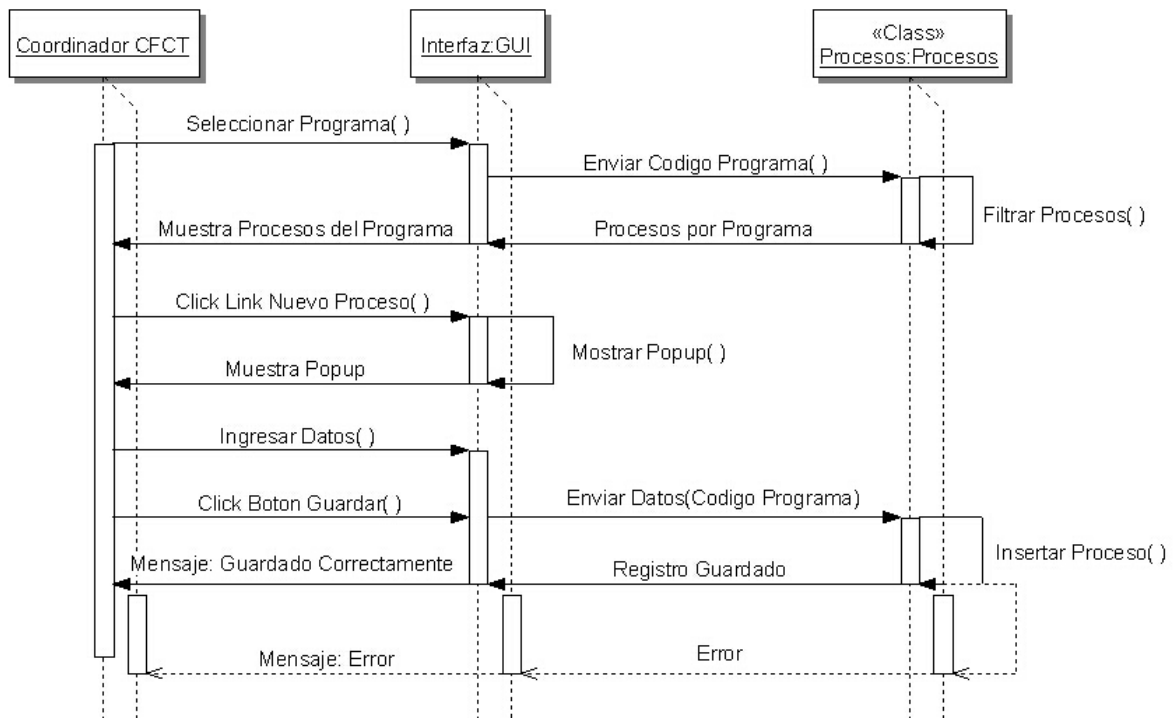 Coordinador CFCT
Interfaz:GUI
«Class»
Procesos:Procesos
Seleccionar Programa( )
Enviar Codigo Programa( )
Filtrar Procesos( )
Muestra Procesos del Programa
Procesos por Programa
Click Link Nuevo Proceso( )
Mostrar Popup( )
Muestra Popup
Ingresar Datos( )
Click Boton Guardar( )
Enviar Datos(Codigo Programa)
Insertar Proceso( )
Mensaje: Guardado Correctamente
Registro Guardado
Mensaje: Error
Error